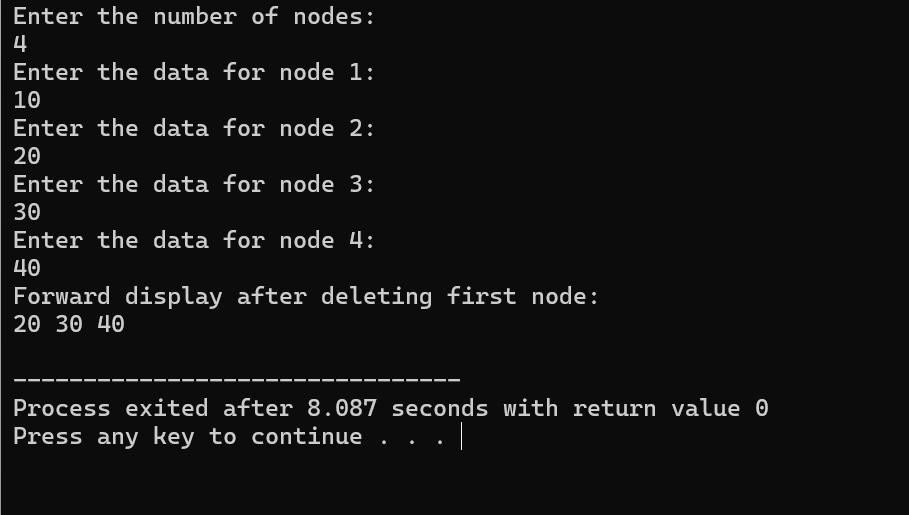 Enter the number of nodes:
4
Enter the data for node 1:
10
Enter the data for node 2:
20
Enter the data for node 3:
30
Enter the data for node 4:
40
Forward display after deleting first node:
20 30 40
--------------------------------
Process exited after 8.087 seconds with return value 0
Press any key to continue . . .